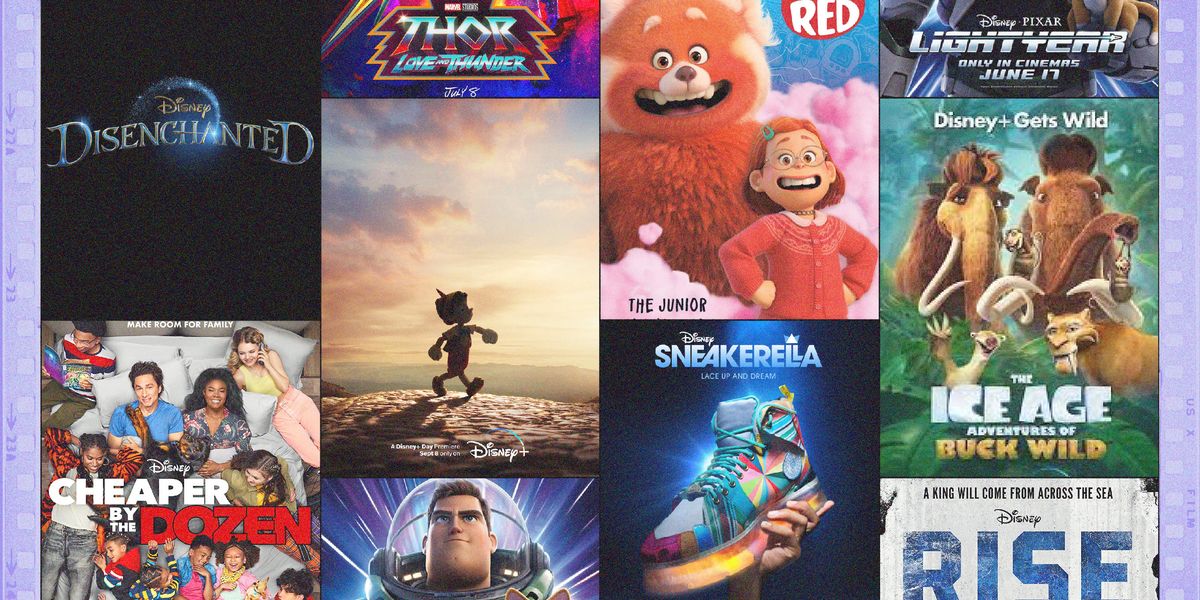 Disney
DISENCHANTED
MAKE ROOM FOR FAMILY
Disney
CHEAPER
BY
THE
DOZEN
MARVEL STUDIOS
THOR
LOVE AND THUNDER
JULY 8
A Disney+ Day Premiere
Sept 8 only on
Disney+
RED
THE JUNIOR
Disney
SNEAKERELLA
LACE UP AND DREAM
Disney · PIXAR
LIGHTYEAR
ONLY IN CINEMAS
JUNE 17
Disney+ Gets Wild
THE
ICE AGE
ADVENTURES OF
BUCK WILD
A KING WILL COME FROM ACROSS THE SEA
Disney
RISE